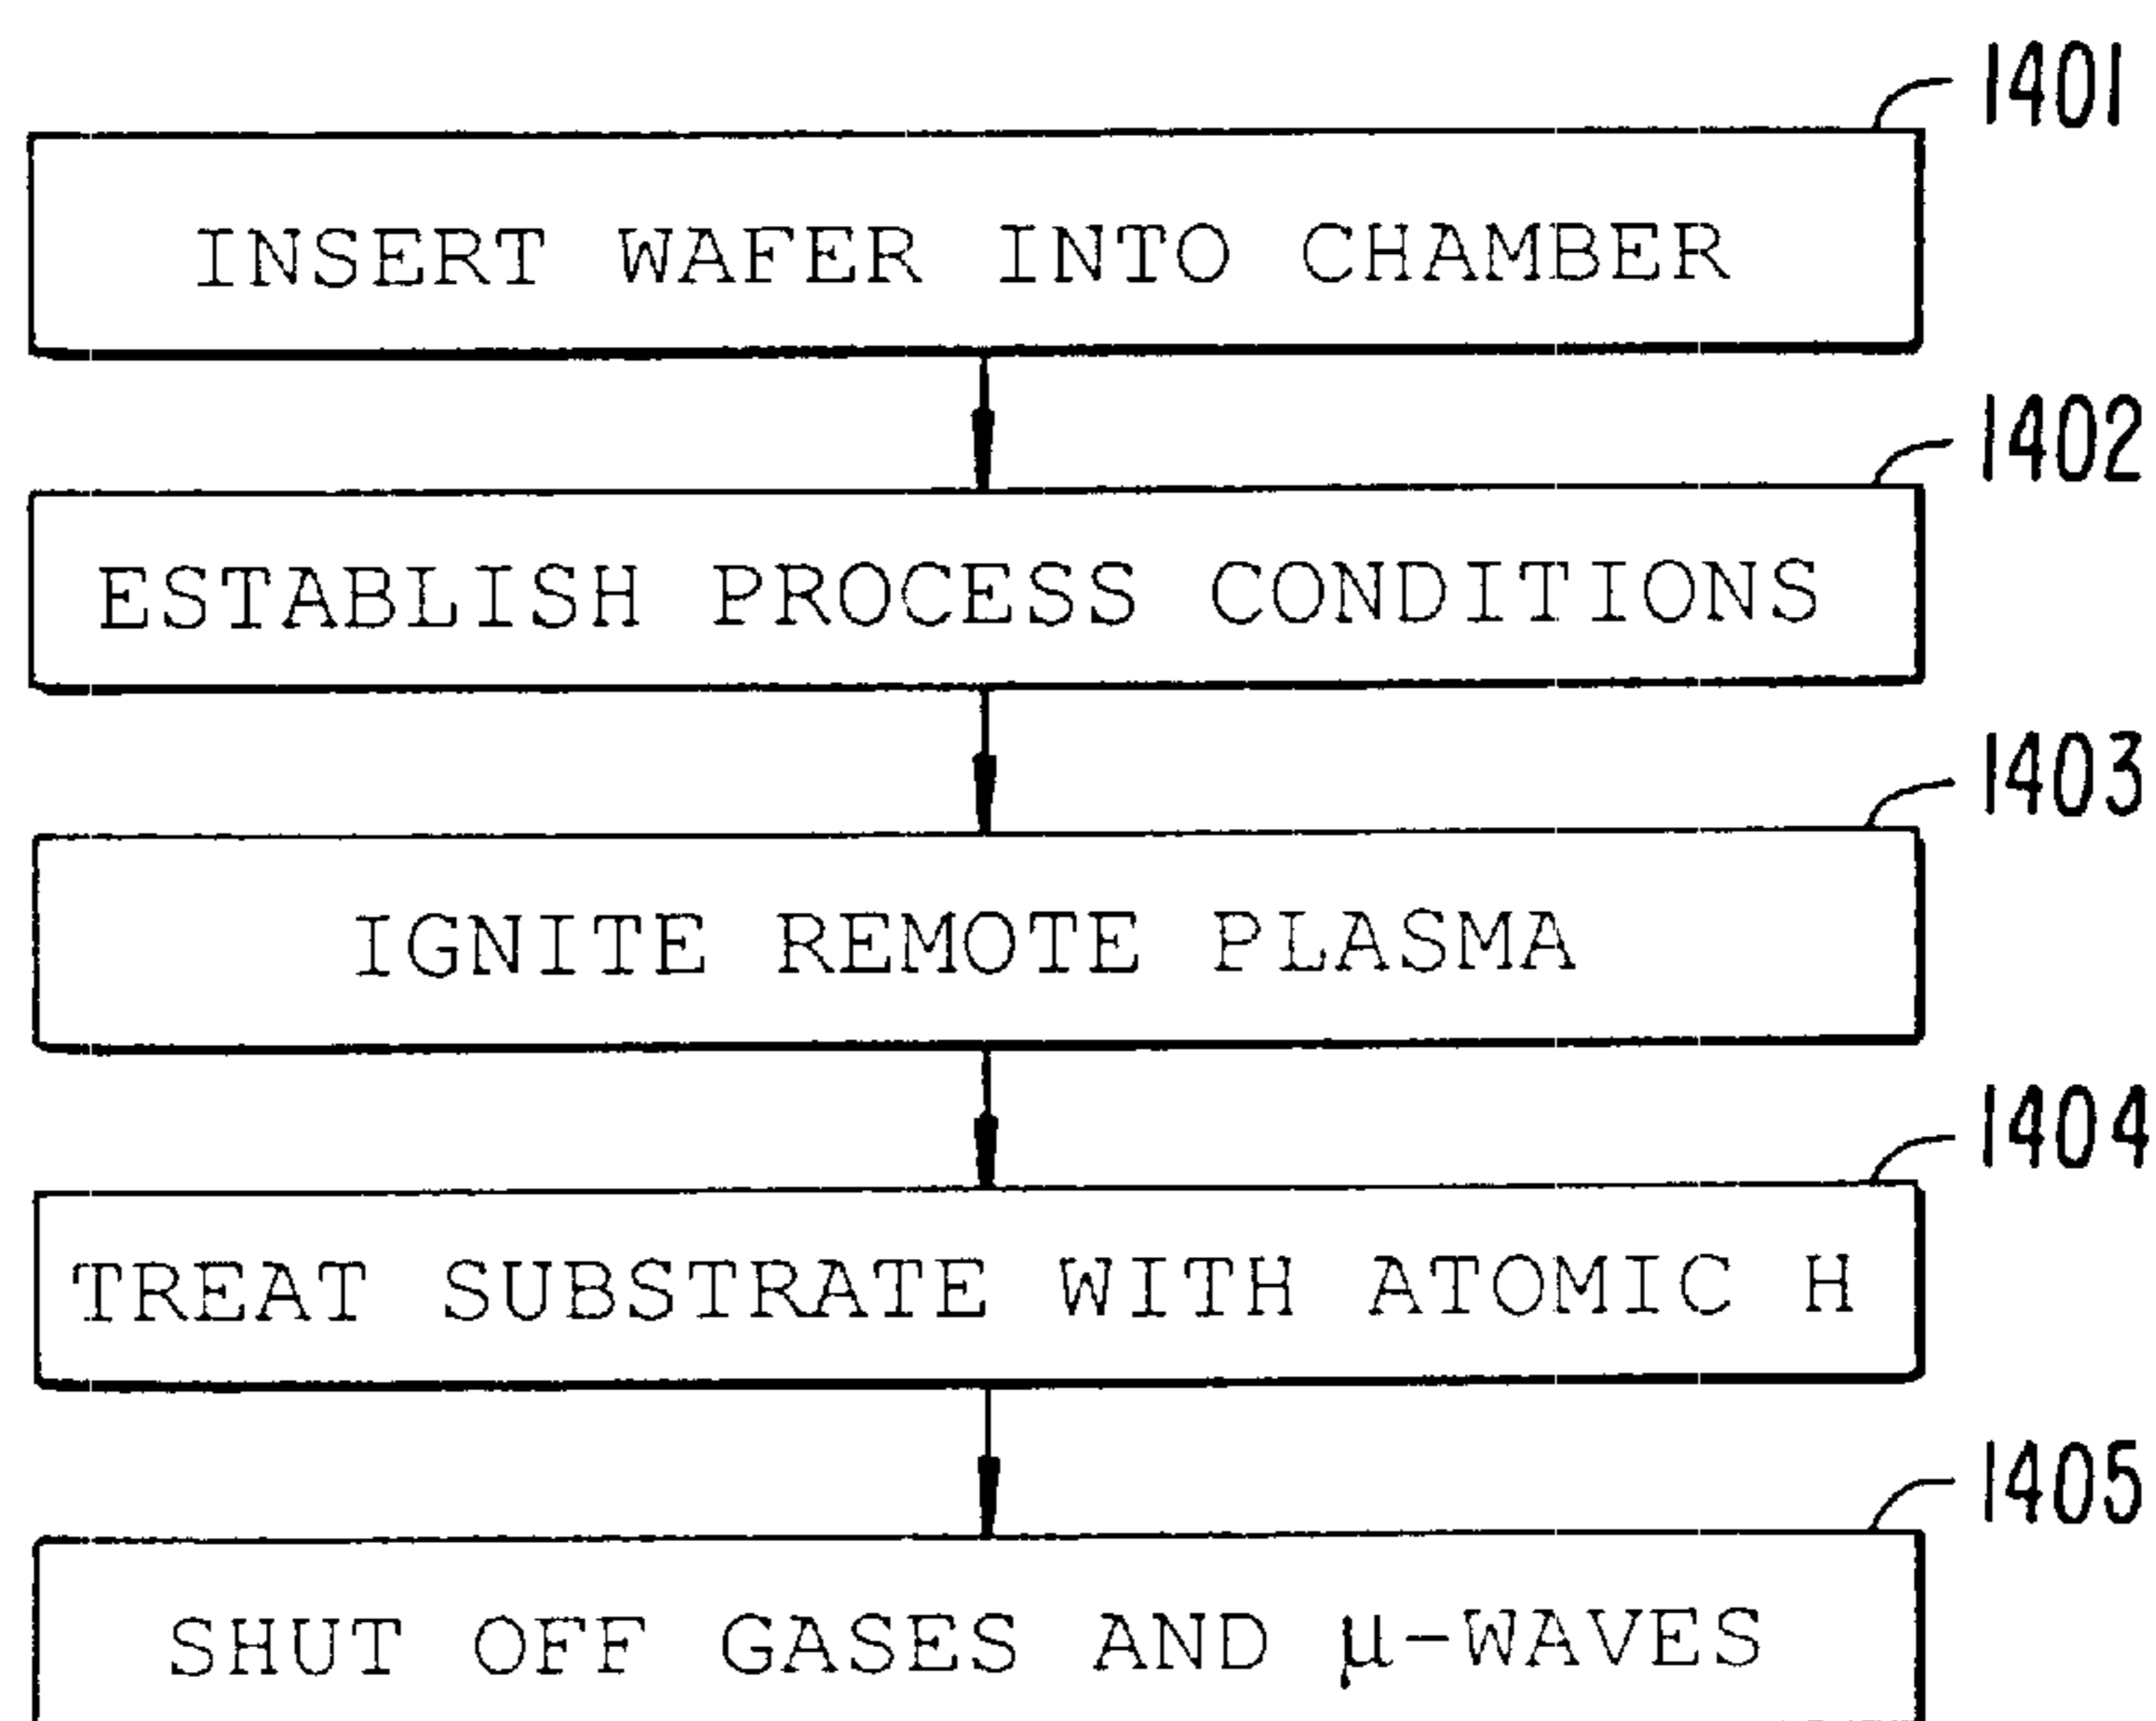 1401
INSERT WAFER INTO CHAMBER
1402
ESTABLISH PROCESS CONDITIONS
1403
IGNITE REMOTE PLASMA
1404
TREAT SUBSTRATE WITH ATOMIC H
1405
SHUT OFF GASES AND μ-WAVES